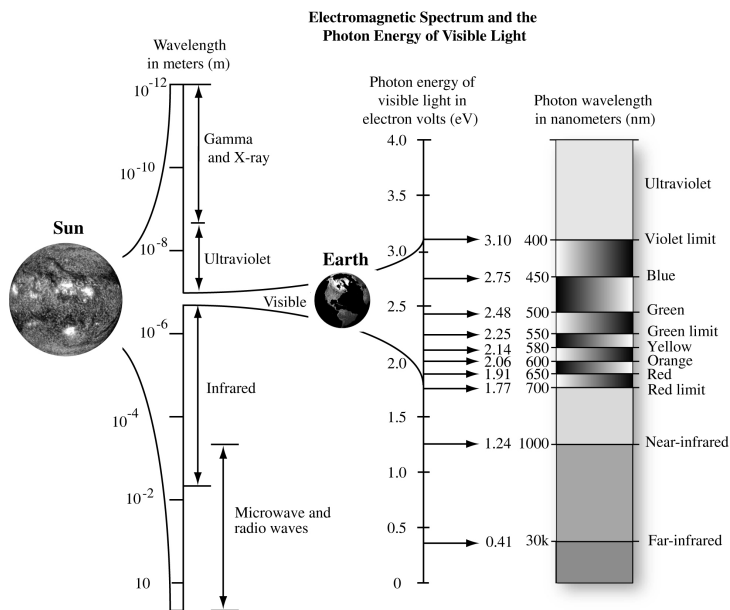 Electromagnetic Spectrum and the
Photon Energy of Visible Light
Wavelength
in meters (m)
10-12
10-10
10-8
10-6
10-4
10-2
10
Gamma
and X-ray
Ultraviolet
Visible
Infrared
Microwave and
radio waves
Sun
Earth
Photon energy of
visible light in
electron volts (eV)
4.0
3.5
3.0
2.5
2.0
1.5
1.0
0.5
0
Photon wavelength
in nanometers (nm)
Ultraviolet
3.10 400 Violet limit
2.75 450 Blue
2.48 500 Green
2.25 550 Green limit
2.14 580 Yellow
2.06 600 Orange
1.91 650 Red
1.77 700 Red limit
1.24 1000 Near-infrared
0.41 30k Far-infrared